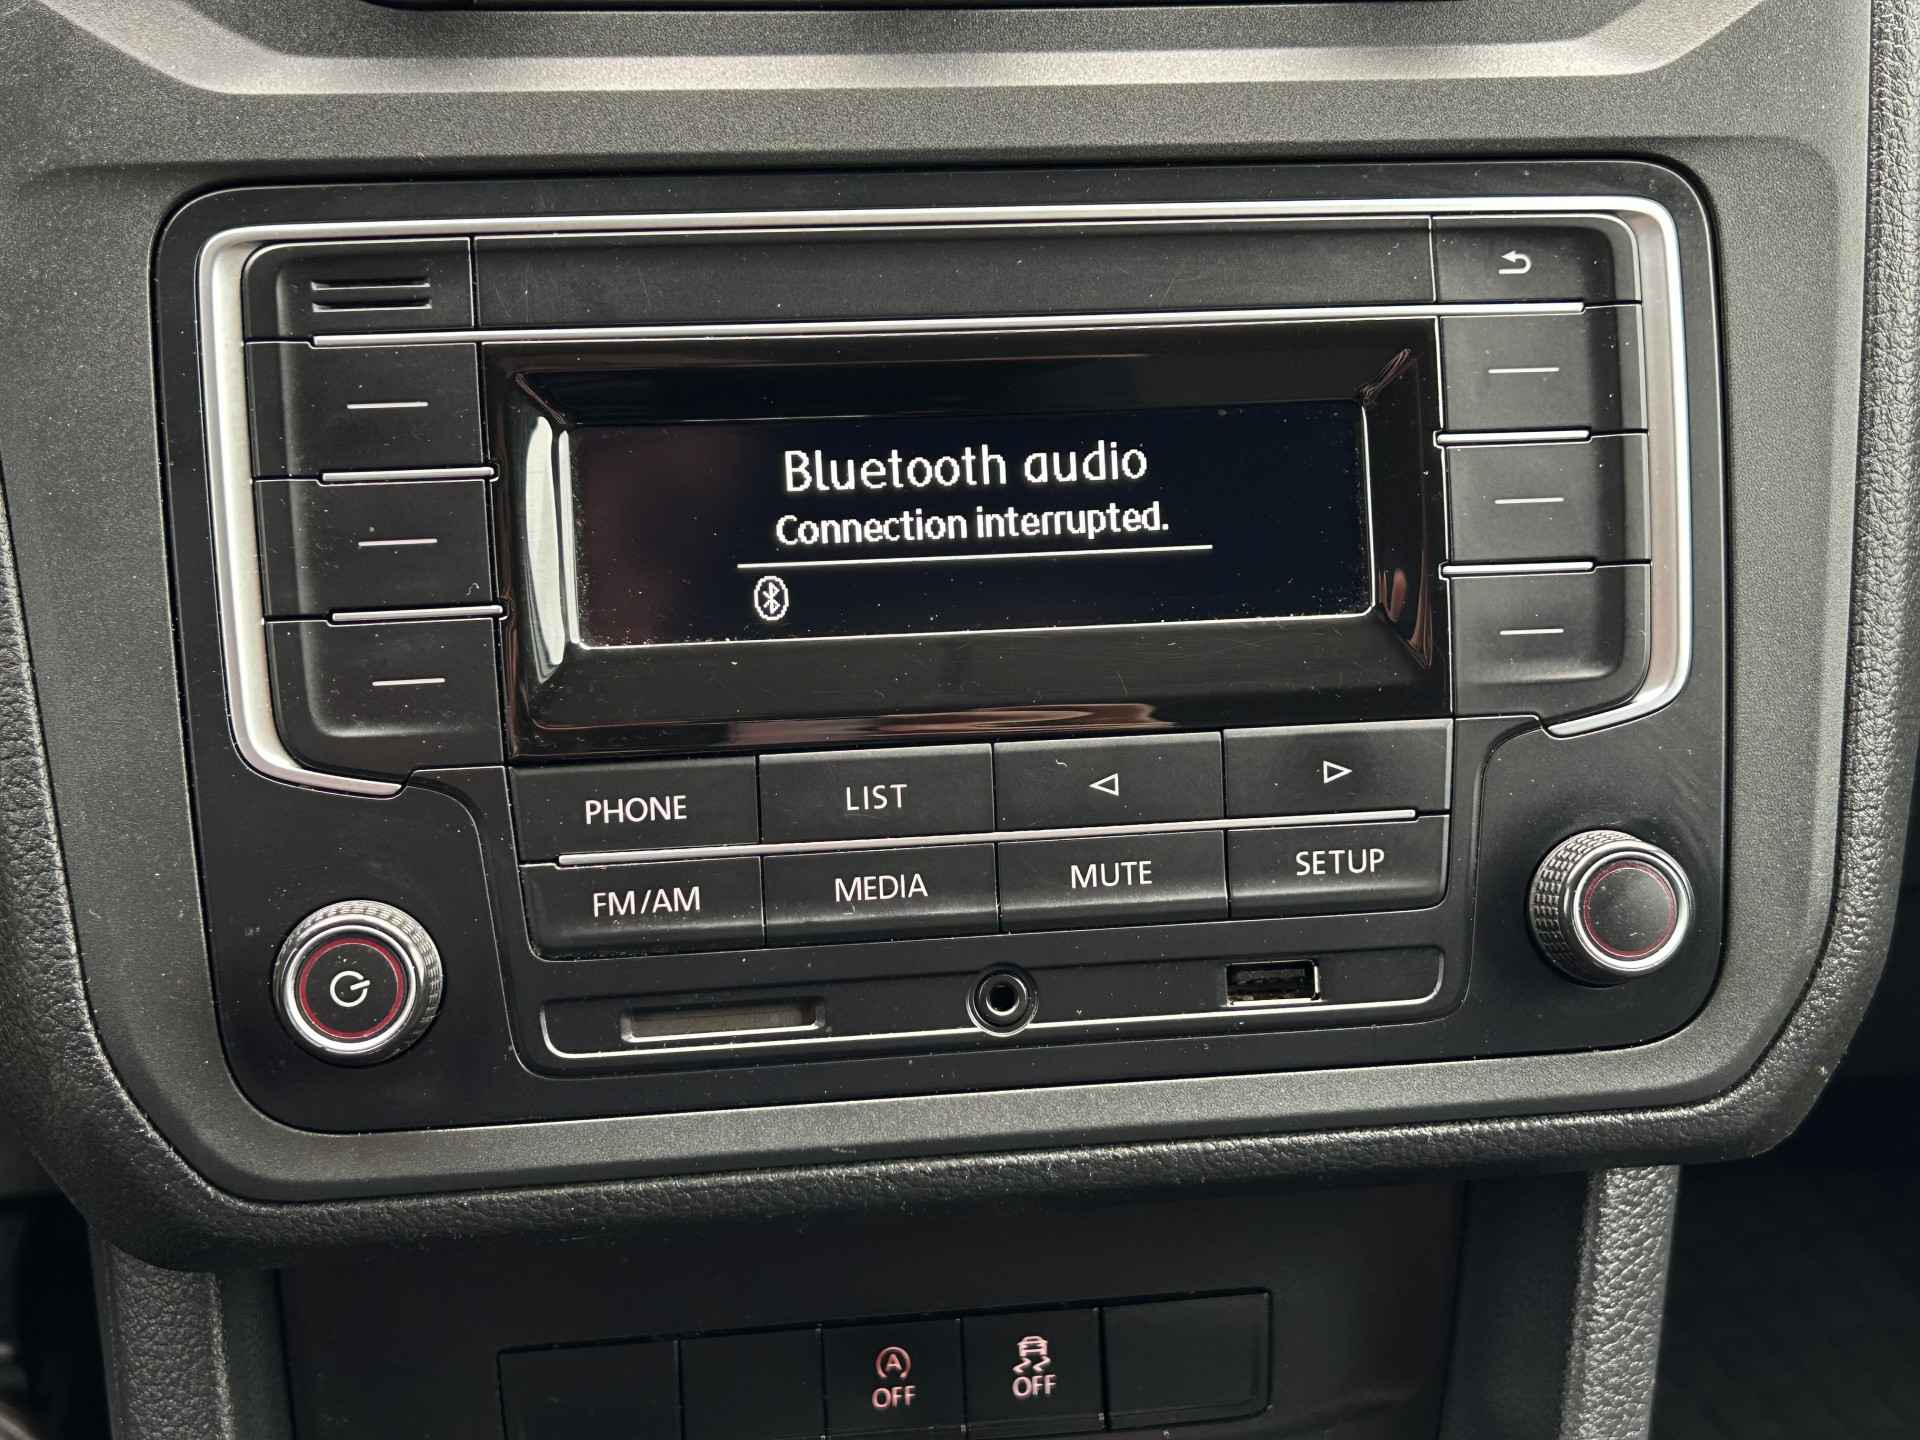 Bluetooth audio
Connection interrupted.
PHONE LIST
FM/AM MEDIA MUTE SETUP
A
OFF OFF